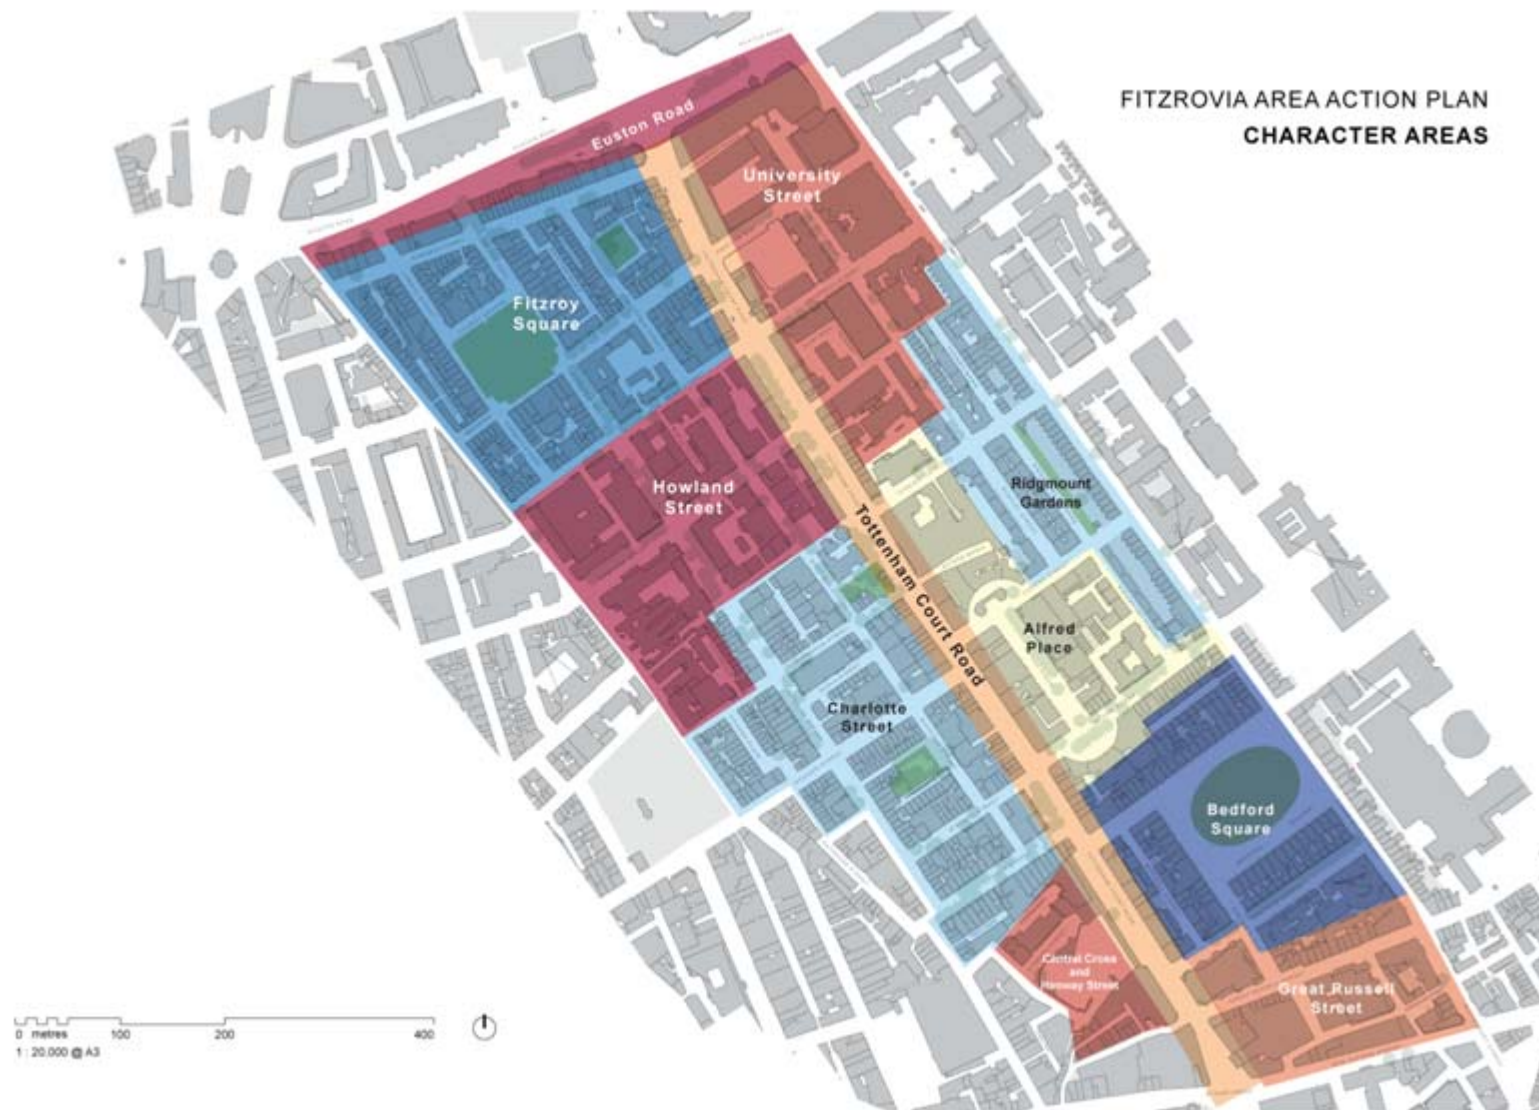 FITZROVIA AREA ACTION PLAN
CHARACTER AREAS
Euston Road
University
Street
Fitzroy
Square
Howland
Street
Ridgmount
Gardens
Tottenham Court Road
Alfred
Place
Charlotte
Street
Bedford
Square
Central Cross
and
Hanway Street
Great Russell
Street
0 metres 100 200 400
1 : 20.000 @ A3